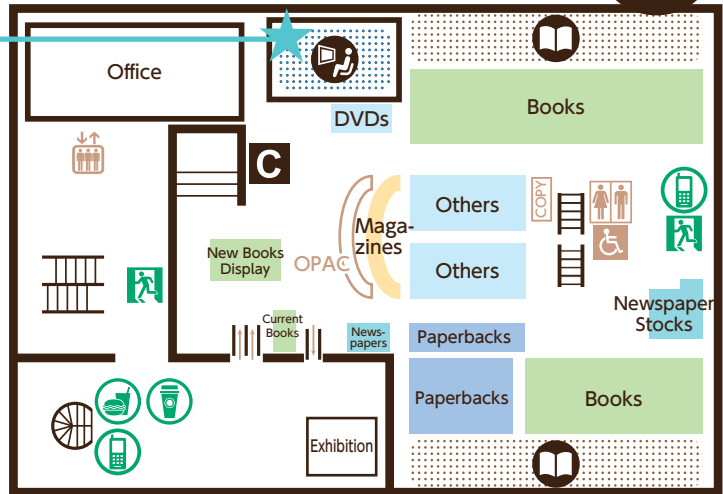 Office
DVDs
Books
C
Others
COPY
Maga-
zines
New Books
Display
OPAC
Others
Newspaper
Stocks
Current
Books
News-
papers
Paperbacks
Paperbacks
Books
Exhibition